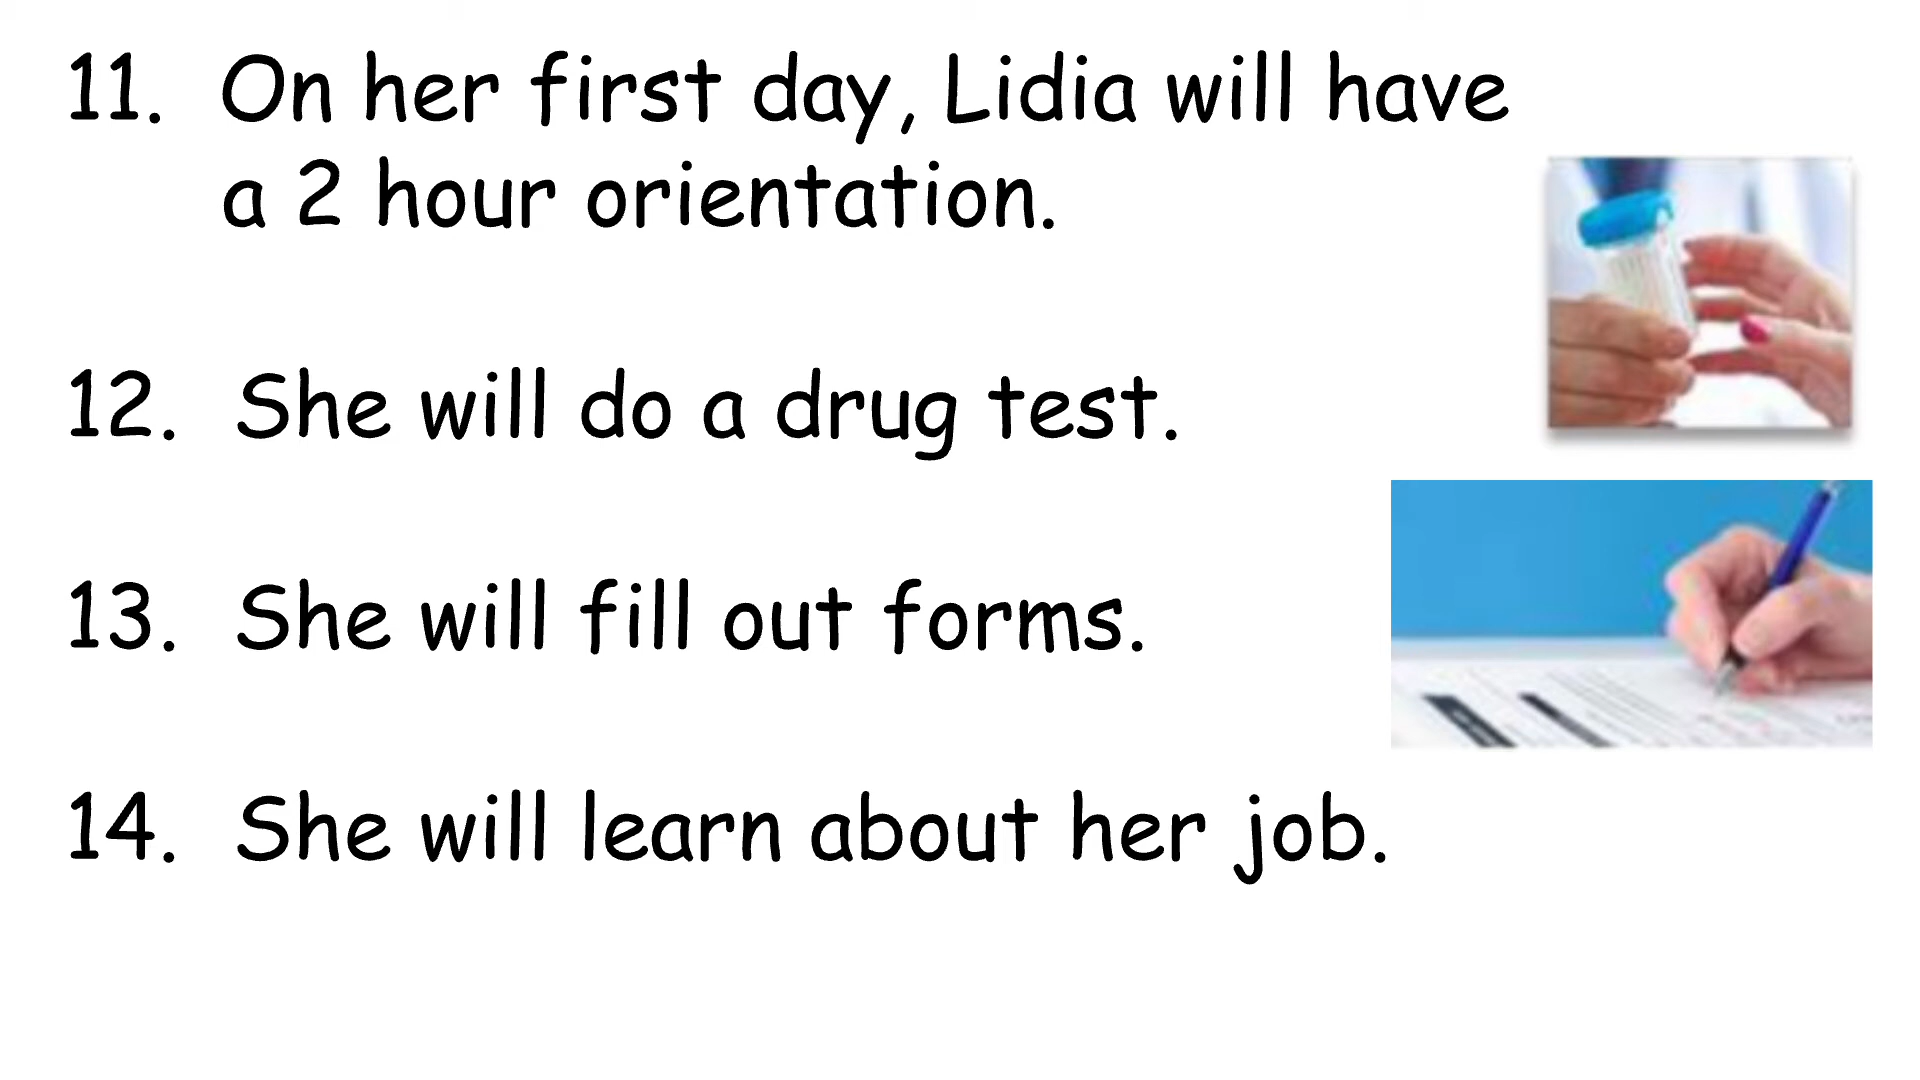 11. On her first day, Lidia will have
a 2 hour orientation.
12. She will do a drug test.
13. She will fill out forms.
14. She will learn about her job.